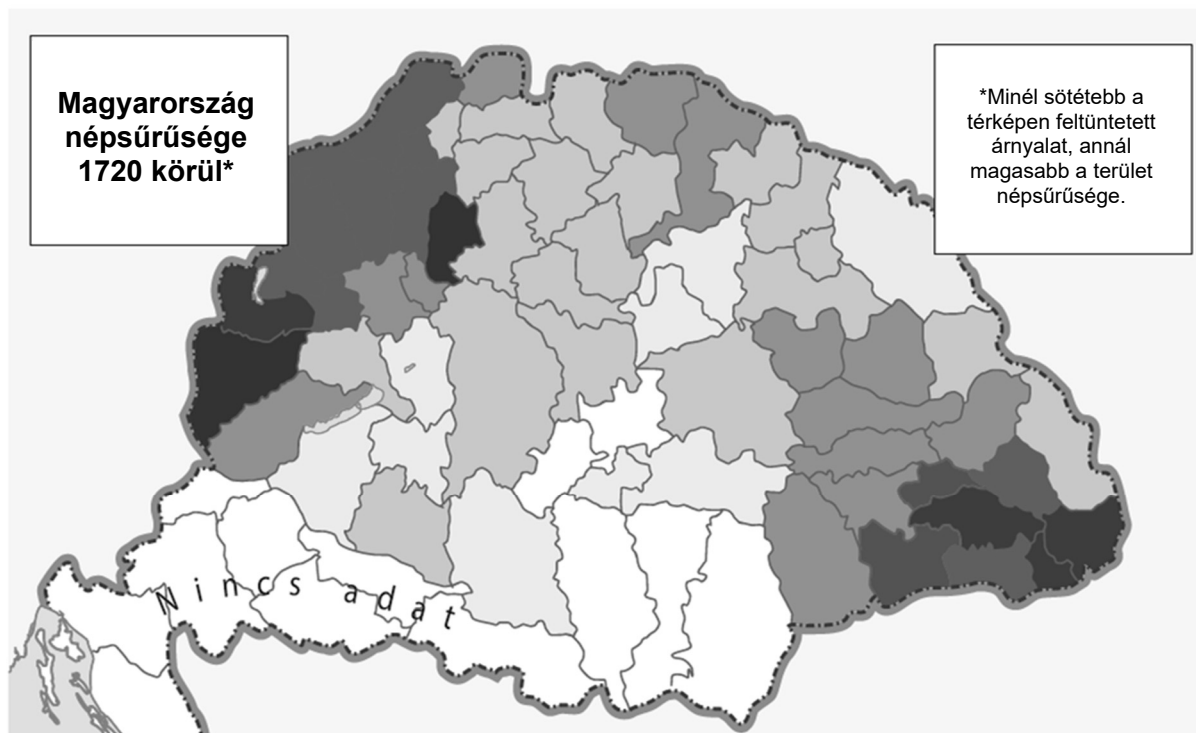 Magyarország
népsűrűsége
1720 körül*
*Minél sötétebb a
térképen feltüntetett
árnyalat, annál
magasabb a terület
népsűrűsége.
Nincs adat